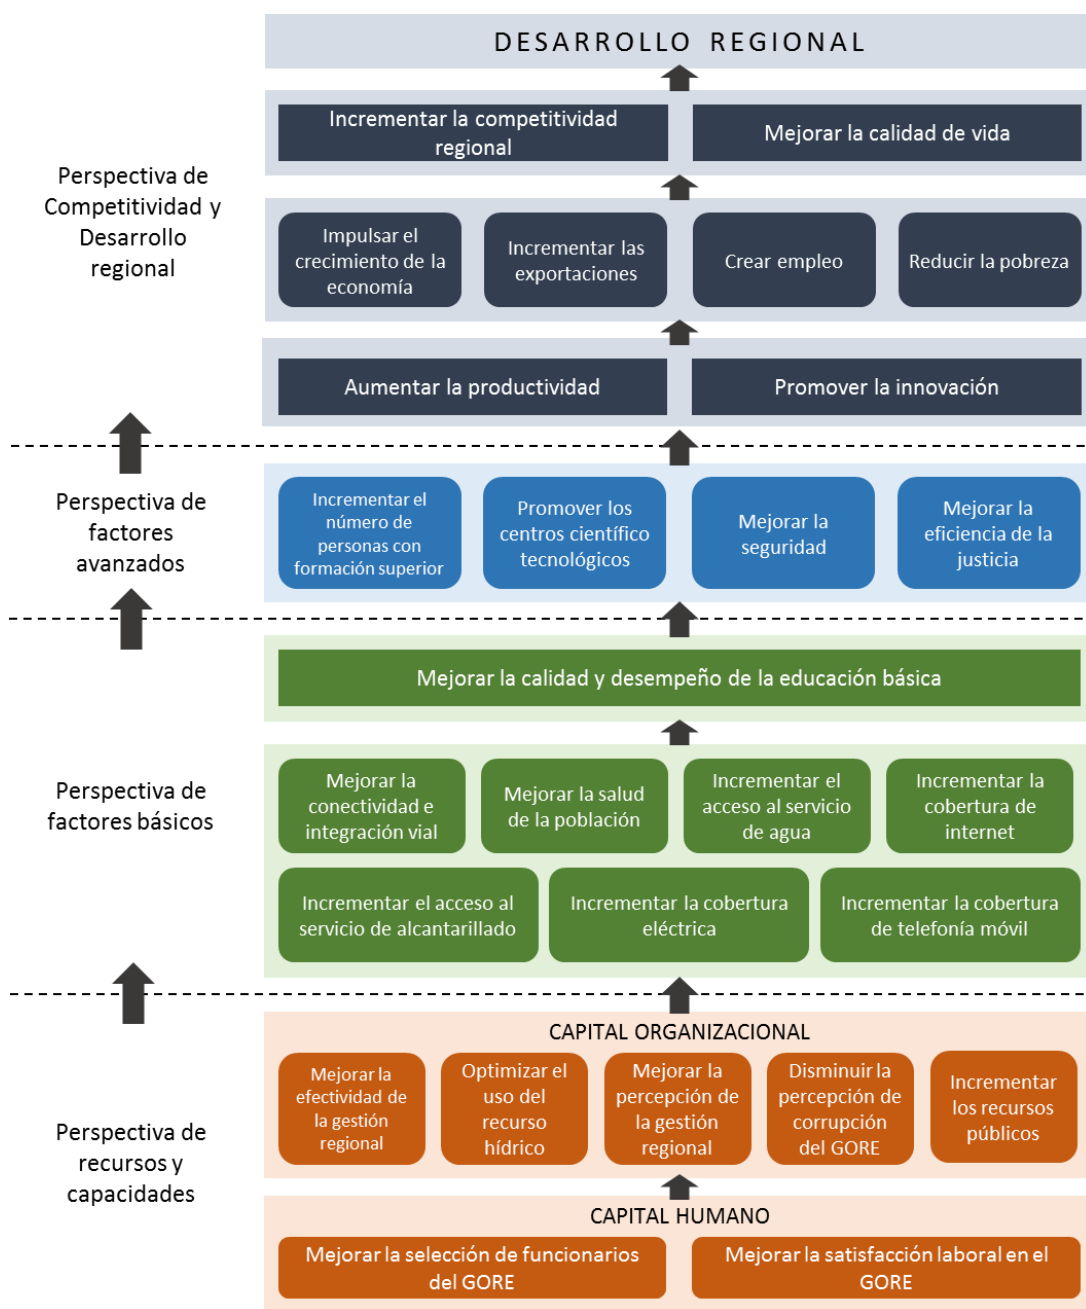 DESARROLLO REGIONAL
Incrementar la competitividad
regional
Mejorar la calidad de vida
Perspectiva de
Competitividad y
Desarrollo
regional
Impulsar el
crecimiento de la
economía
Incrementar las
exportaciones
Crear empleo
Reducir la pobreza
Aumentar la productividad
Promover la innovación
Perspectiva de
factores
avanzados
Incrementar el
número de
personas con
formación superior
Promover los
centros científico
tecnológicos
Mejorar la
seguridad
Mejorar la
eficiencia de la
justicia
Mejorar la calidad y desempeño de la educación básica
Perspectiva de
factores básicos
Mejorar la
conectividad e
integración vial
Mejorar la salud
de la población
Incrementar el
acceso al servicio
de agua
Incrementar la
cobertura de
internet
Incrementar el acceso al
servicio de alcantarillado
Incrementar la cobertura
eléctrica
Incrementar la cobertura
de telefonía móvil
Perspectiva de
recursos y
capacidades
CAPITAL ORGANIZACIONAL
Mejorar la
efectividad de
la gestión
regional
Optimizar el
uso del
recurso
hídrico
Mejorar la
percepción de
la gestión
regional
Disminuir la
percepción de
corrupción
del GORE
Incrementar
los recursos
públicos
CAPITAL HUMANO
Mejorar la selección de funcionarios
del GORE
Mejorar la satisfacción laboral en el
GORE